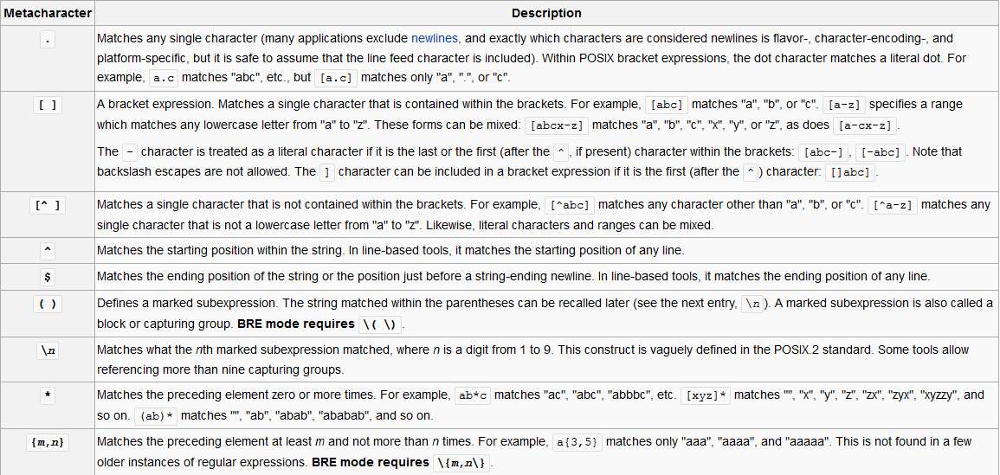 Metacharacter Description
. Matches any single character (many applications exclude newlines, and exactly which characters are considered newlines is flavor-, character-encoding-, and
platform-specific, but it is safe to assume that the line feed character is included). Within POSIX bracket expressions, the dot character matches a literal dot. For
example, a.c matches "abc", etc., but [a.c] matches only "a", ".", or "c".
[ ] A bracket expression. Matches a single character that is contained within the brackets. For example, [abc] matches "a", "b", or "c". [a-z] specifies a range
which matches any lowercase letter from "a" to "z". These forms can be mixed: [abcx-z] matches "a", "b", "c", "x", "y", or "z", as does [a-cx-z].
The - character is treated as a literal character if it is the last or the first (after the ^, if present) character within the brackets: [abc-], [-abc]. Note that
backslash escapes are not allowed. The ] character can be included in a bracket expression if it is the first (after the ^) character: []abc].
[^ ] Matches a single character that is not contained within the brackets. For example, [^abc] matches any character other than "a", "b", or "c". [^a-z] matches any
single character that is not a lowercase letter from "a" to "z". Likewise, literal characters and ranges can be mixed.
^ Matches the starting position within the string. In line-based tools, it matches the starting position of any line.
$ Matches the ending position of the string or the position just before a string-ending newline. In line-based tools, it matches the ending position of any line.
( ) Defines a marked subexpression. The string matched within the parentheses can be recalled later (see the next entry, \n). A marked subexpression is also called a
block or capturing group. BRE mode requires \( \).
\n Matches what the nth marked subexpression matched, where n is a digit from 1 to 9. This construct is vaguely defined in the POSIX.2 standard. Some tools allow
referencing more than nine capturing groups.
* Matches the preceding element zero or more times. For example, ab*c matches "ac", "abc", "abbbc", etc. [xyz]* matches "", "x", "y", "z", "zx", "zyx", "xyzzy", and
so on. (ab)* matches "", "ab", "abab", "ababab", and so on.
{m,n} Matches the preceding element at least m and not more than n times. For example, a{3,5} matches only "aaa", "aaaa", and "aaaaa". This is not found in a few
older instances of regular expressions. BRE mode requires \{m,n\}.